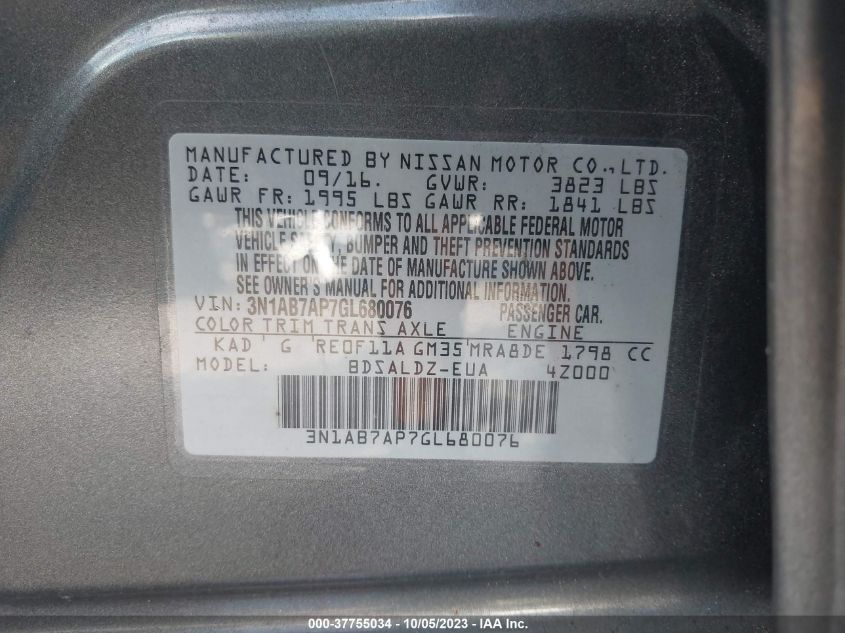 MANUFACTURED BY NISSAN MOTOR CO.,LTD.
DATE: 09/16. GVWR: 3823 LBS
GAWR FR: 1995 LBS GAWR RR: 1841 LBS
THIS VEHICLE CONFORMS TO ALL APPLICABLE FEDERAL MOTOR
VEHICLE SAFETY, BUMPER AND THEFT PREVENTION STANDARDS
IN EFFECT ON THE DATE OF MANUFACTURE SHOWN ABOVE.
SEE OWNER'S MANUAL FOR ADDITIONAL INFORMATION.
VIN: 3N1AB7AP7GL680076 PASSENGER CAR.
COLOR TRIM TRANS AXLE ENGINE
KAD G RE0F11A GM35 MRA8DE 1798 CC
MODEL: BDSALDZ-EUA 4Z000
3N1AB7AP7GL680076
000-37755034 - 10/05/2023 - IAAI.com